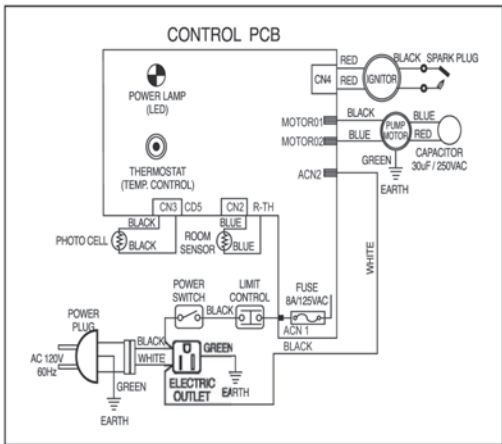 CONTROL PCB
POWER LAMP
(LED)
THERMOSTAT
(TEMP. CONTROL)
CN4
RED
RED
IGNITOR
BLACK
SPARK PLUG
MOTOR01
MOTOR02
BLACK
BLUE
PUMP
MOTOR
BLUE
RED
CAPACITOR
30uF / 250VAC
GREEN
EARTH
ACN2
WHITE
CN3
CD5
BLACK
BLACK
PHOTO CELL
CN2
R-TH
BLUE
BLUE
ROOM
SENSOR
POWER
SWITCH
BLACK
LIMIT
CONTROL
FUSE
8A/125VAC
ACN 1
BLACK
POWER
PLUG
AC 120V
60Hz
BLACK
WHITE
GREEN
EARTH
GREEN
ELECTRIC
OUTLET
EARTH